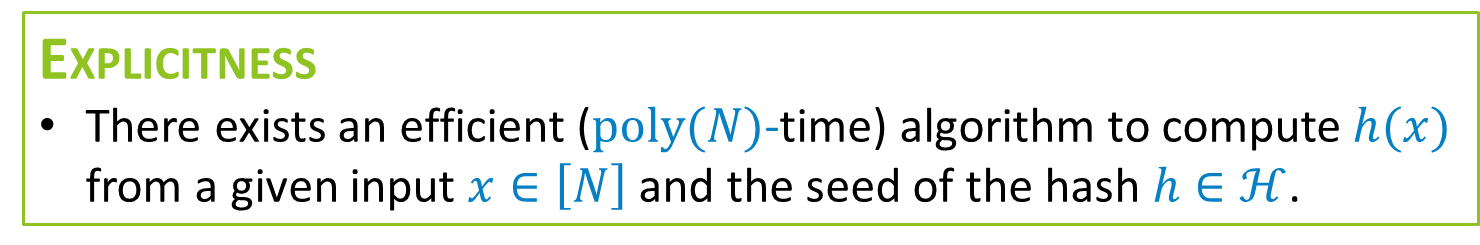 EXPLICITNESS
• There exists an efficient (poly(N)-time) algorithm to compute h(x)
from a given input x ∈ [N] and the seed of the hash h ∈ ℋ.